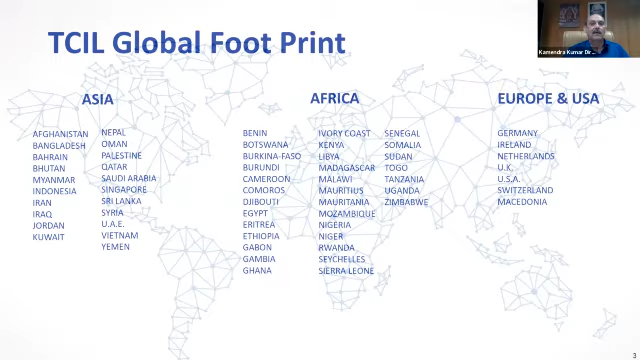 TCIL Global Foot Print
Kamendra Kumar Dir...
ASIA
AFGHANISTAN
BANGLADESH
BAHRAIN
BHUTAN
MYANMAR
INDONESIA
IRAN
IRAQ
JORDAN
KUWAIT
NEPAL
OMAN
PALESTINE
QATAR
SAUDI ARABIA
SINGAPORE
SRI LANKA
SYRIA
U.A.E.
VIETNAM
YEMEN
AFRICA
BENIN
BOTSWANA
BURKINA-FASO
BURUNDI
CAMEROON
COMOROS
DJIBOUTI
EGYPT
ERITREA
ETHIOPIA
GABON
GAMBIA
GHANA
IVORY COAST
KENYA
LIBYA
MADAGASCAR
MALAWI
MAURITIUS
MAURITANIA
MOZAMBIQUE
NIGERIA
NIGER
RWANDA
SEYCHELLES
SIERRA LEONE
SENEGAL
SOMALIA
SUDAN
TOGO
TANZANIA
UGANDA
ZIMBABWE
EUROPE & USA
GERMANY
IRELAND
NETHERLANDS
U.K.
U.S.A.
SWITZERLAND
MACEDONIA
3